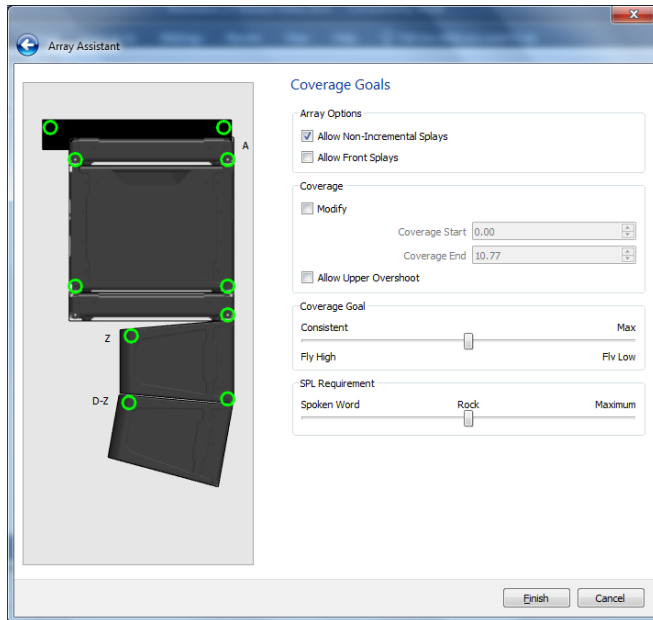 Array Assistant
Coverage Goals
Array Options
Allow Non-Incremental Splays
Allow Front Splays
Coverage
Modify
Coverage Start 0.00
Coverage End 10.77
Allow Upper Overshoot
Coverage Goal
Consistent Max
Fly High Fly Low
SPL Requirement
Spoken Word Rock Maximum
A
Z
D-Z
Finish Cancel